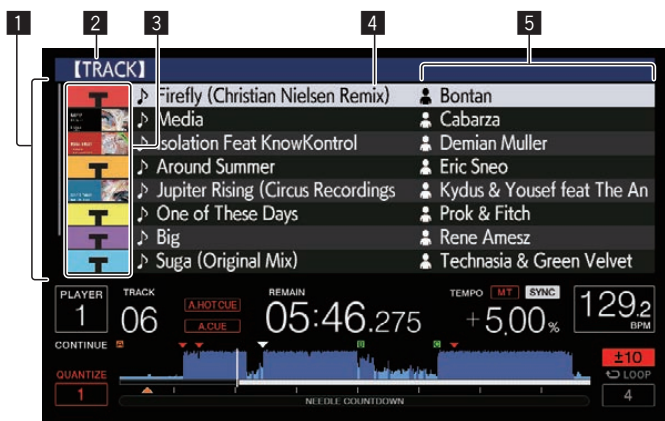 1 2 3 4 5
【TRACK】
Firefly (Christian Nielsen Remix) Bontan
Media Cabarza
Isolation Feat KnowKontrol Demian Muller
Around Summer Eric Sneo
Jupiter Rising (Circus Recordings Kydus & Yousef feat The An
One of These Days Prok & Fitch
Big Rene Amesz
Suga (Original Mix) Technasia & Green Velvet
PLAYER TRACK REMAIN TEMPO MT SYNC
1 06 A.HOT CUE 05:46.275 +5.00% 129.2
A.CUE BPM
CONTINUE A B C
±10
QUANTIZE LOOP
1 NEEDLE COUNTDOWN 4